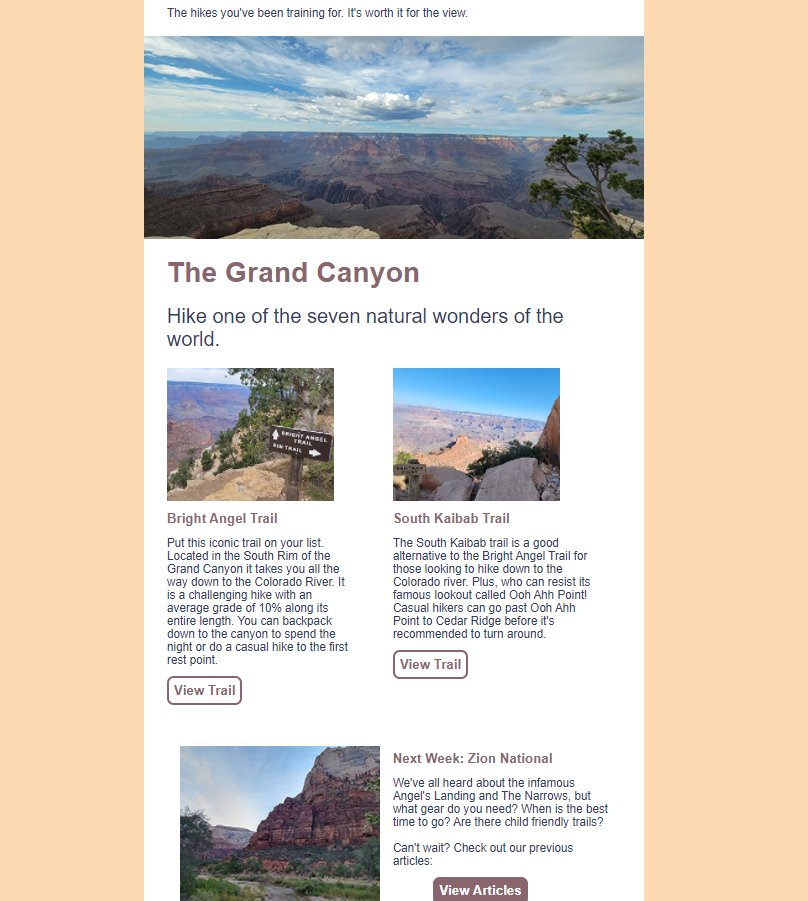 The hikes you've been training for. It's worth it for the view.
The Grand Canyon
Hike one of the seven natural wonders of the
world.
BRIGHT ANGEL
TRAIL
RIM TRAIL
Bright Angel Trail
Put this iconic trail on your list.
Located in the South Rim of the
Grand Canyon it takes you all the
way down to the Colorado River. It
is a challenging hike with an
average grade of 10% along its
entire length. You can backpack
down to the canyon to spend the
night or do a casual hike to the first
rest point.
View Trail
South Kaibab Trail
The South Kaibab trail is a good
alternative to the Bright Angel Trail for
those looking to hike down to the
Colorado river. Plus, who can resist its
famous lookout called Ooh Ahh Point!
Casual hikers can go past Ooh Ahh
Point to Cedar Ridge before it's
recommended to turn around.
View Trail
Next Week: Zion National
We've all heard about the infamous
Angel's Landing and The Narrows, but
what gear do you need? When is the best
time to go? Are there child friendly trails?
Can't wait? Check out our previous
articles:
View Articles